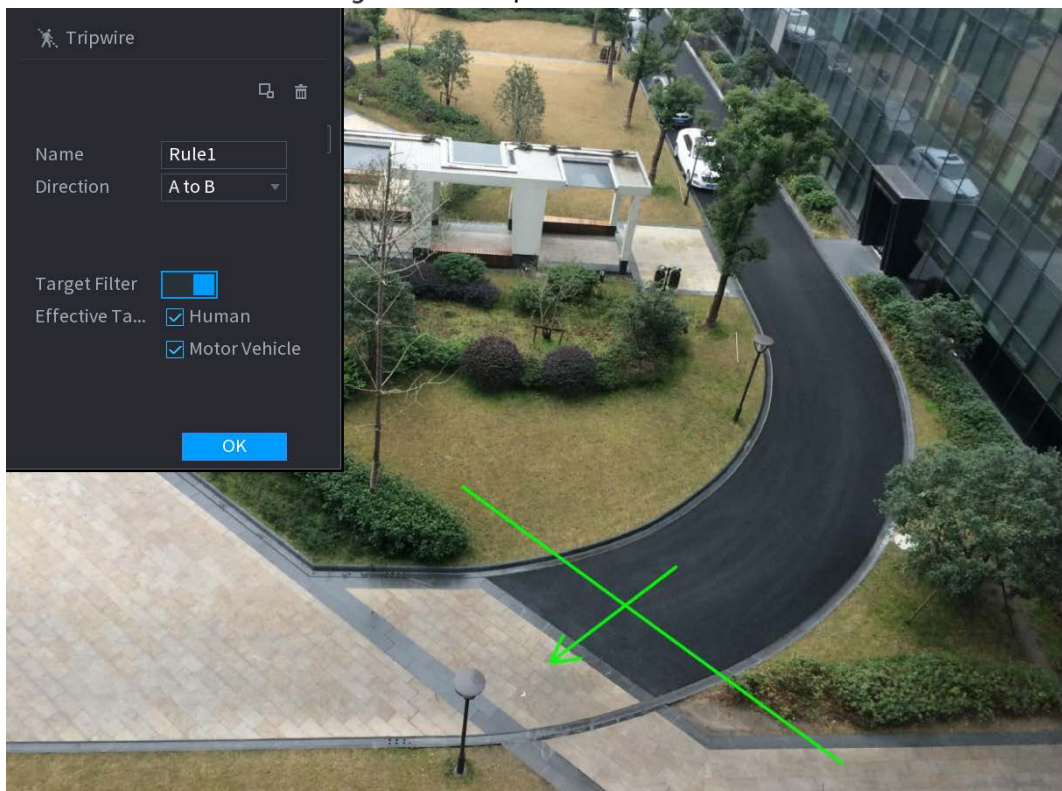 Tripwire
Name Rule1
Direction A to B
Target Filter
Effective Ta... Human
Motor Vehicle
OK